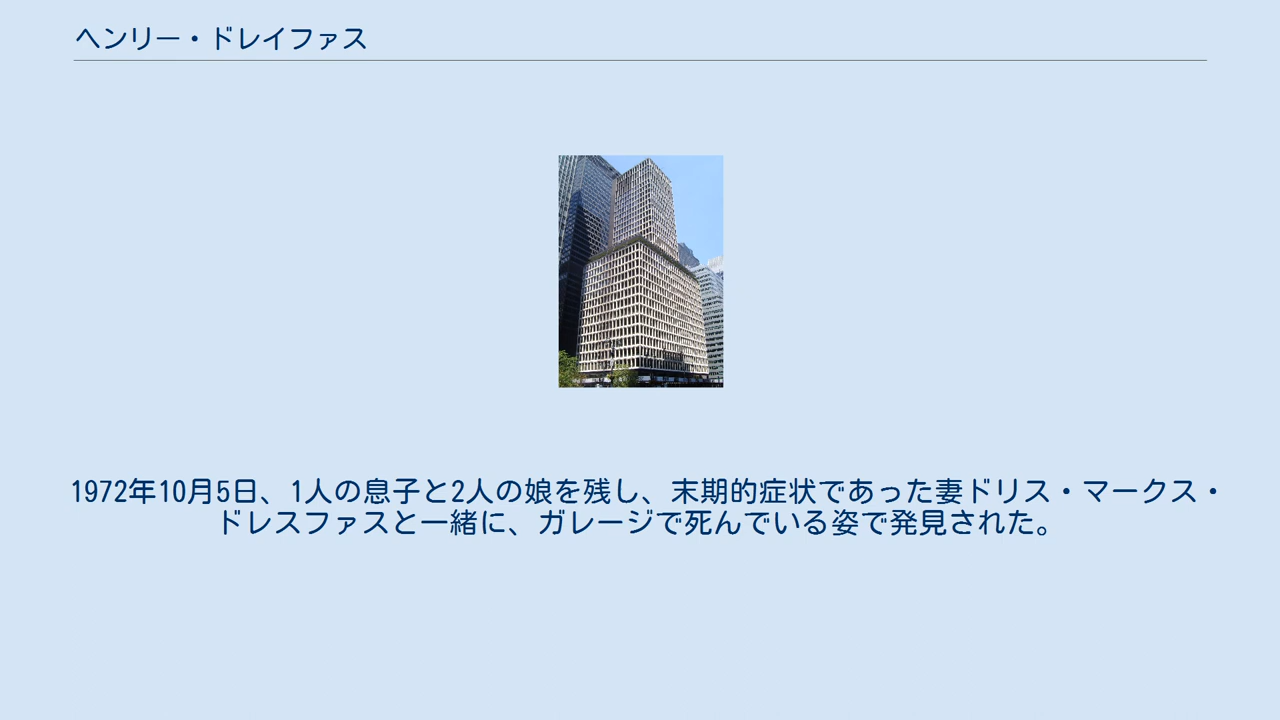 ヘンリー・ドレイファス
1972年10月5日、1人の息子と2人の娘を残し、末期的症状であった妻ドリス・マークス・
ドレスファスと一緒に、ガレージで死んでいる姿で発見された。